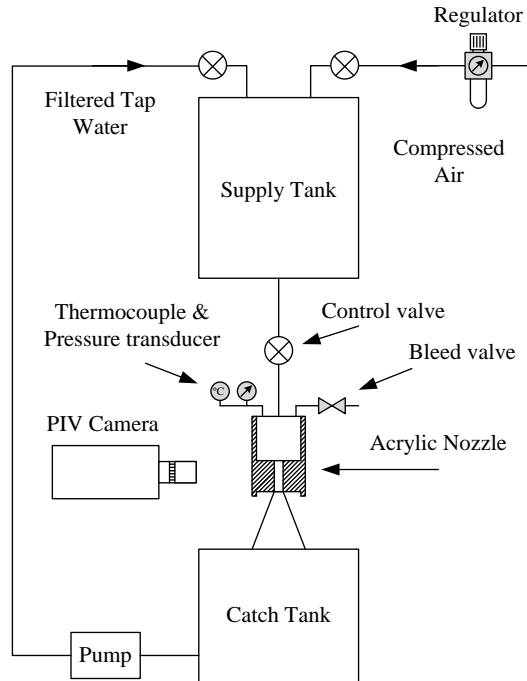 Regulator
Filtered Tap
Water
Compressed
Air
Supply Tank
Thermocouple &
Pressure transducer
Control valve
Bleed valve
°C
PIV Camera
Acrylic Nozzle
Catch Tank
Pump